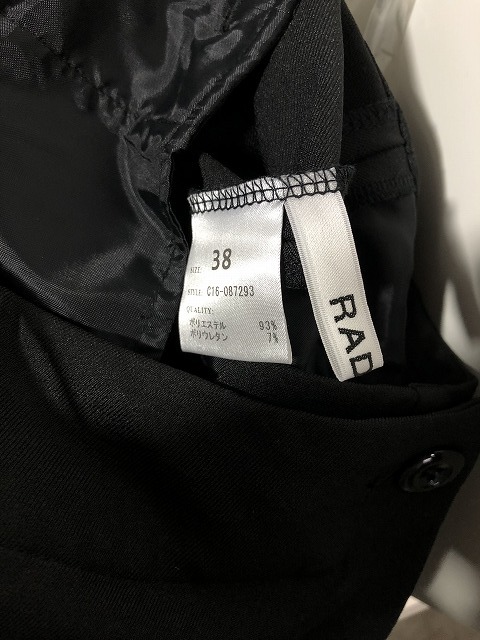 SIZE: 38
STYLE: C16-087293
QUALITY:
ポリエステル 93%
ポリウレタン 7%
RAD